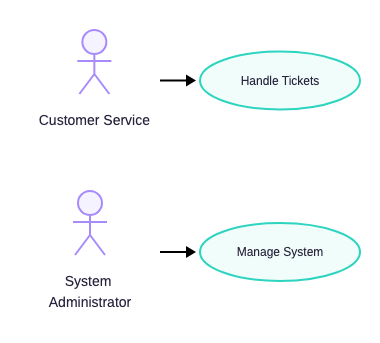 Handle Tickets
Customer Service
Manage System
System
Administrator